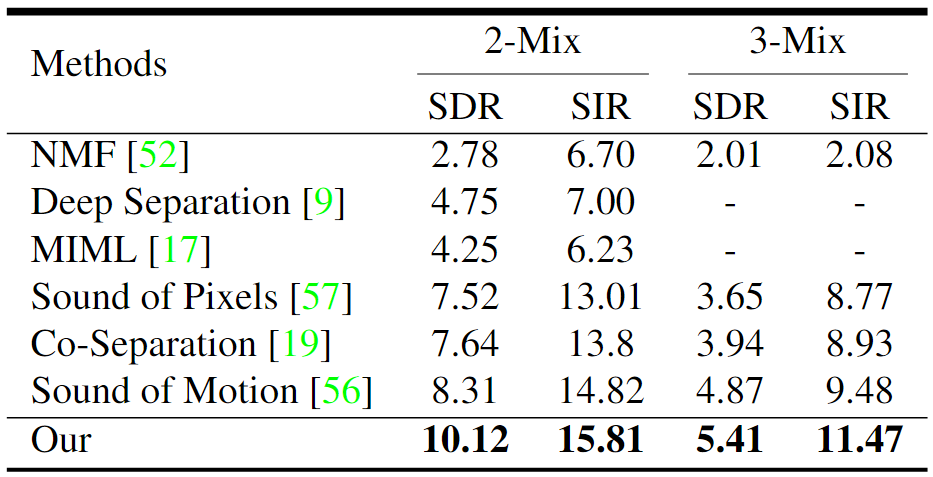 Methods 2-Mix 3-Mix
SDR SIR SDR SIR
NMF [52] 2.78 6.70 2.01 2.08
Deep Separation [9] 4.75 7.00 - -
MIML [17] 4.25 6.23 - -
Sound of Pixels [57] 7.52 13.01 3.65 8.77
Co-Separation [19] 7.64 13.8 3.94 8.93
Sound of Motion [56] 8.31 14.82 4.87 9.48
Our 10.12 15.81 5.41 11.47